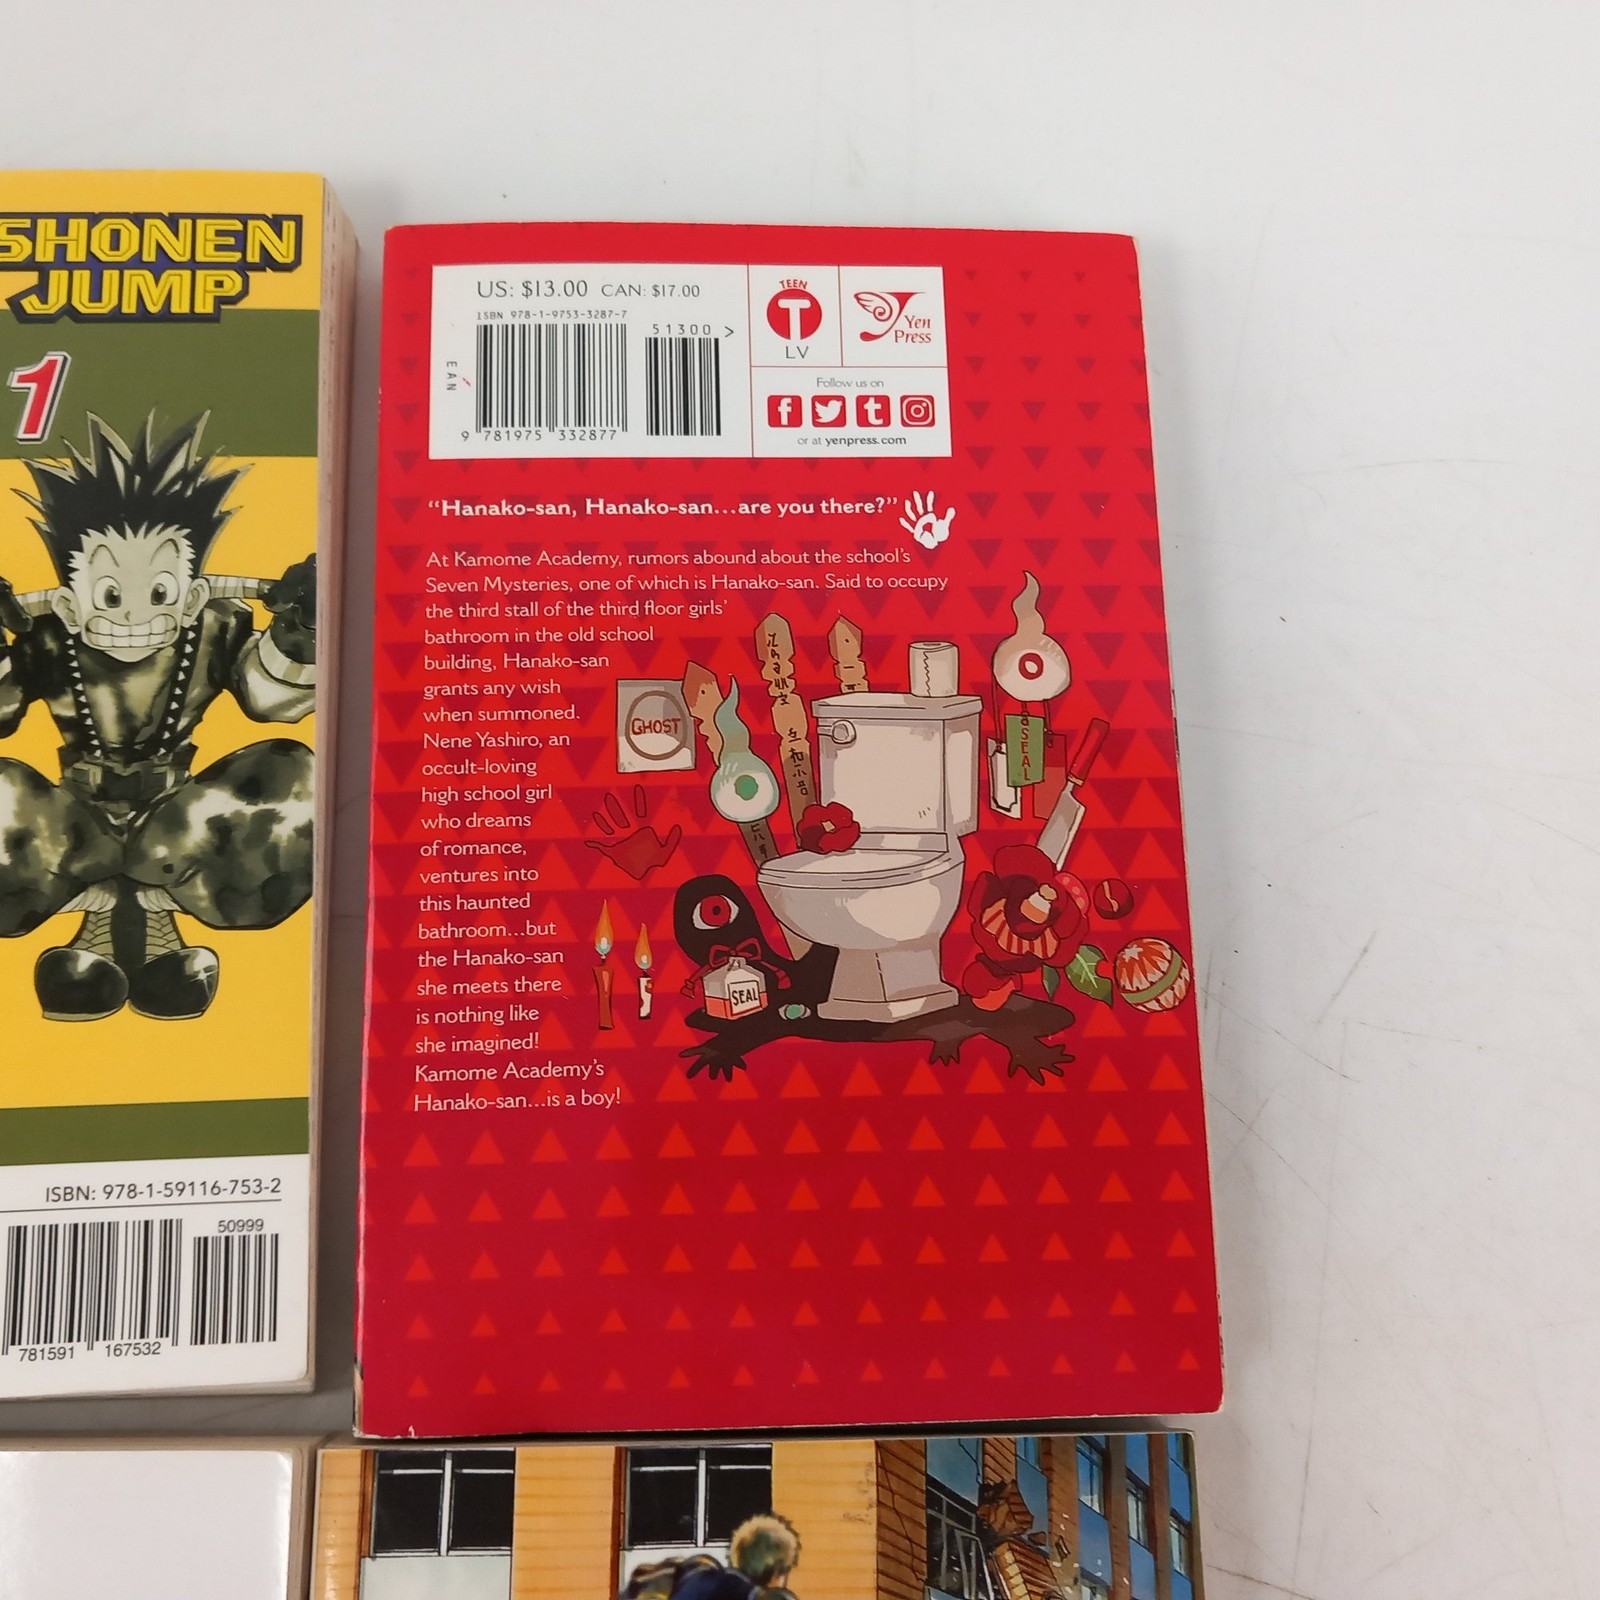 SHONEN
JUMP
1
ISBN: 978-1-59116-753-2
50999
781591 167532
US: $13.00 CAN: $17.00
ISBN 978-1-9753-3287-7
51300 >
EAN
9 781975 332877
TEEN
T
LV
Yen
Press
Follow us on
f t
or at yenpress.com
“Hanako-san, Hanako-san...are you there?”
At Kamome Academy, rumors abound about the school's
Seven Mysteries, one of which is Hanako-san. Said to occupy
the third stall of the third floor girls'
bathroom in the old school
building, Hanako-san
grants any wish
when summoned.
Nene Yashiro, an
occult-loving
high school girl
who dreams
of romance,
ventures into
this haunted
bathroom...but
the Hanako-san
she meets there
is nothing like
she imagined!
Kamome Academy's
Hanako-san...is a boy!
GHOST
SEAL
SEAL